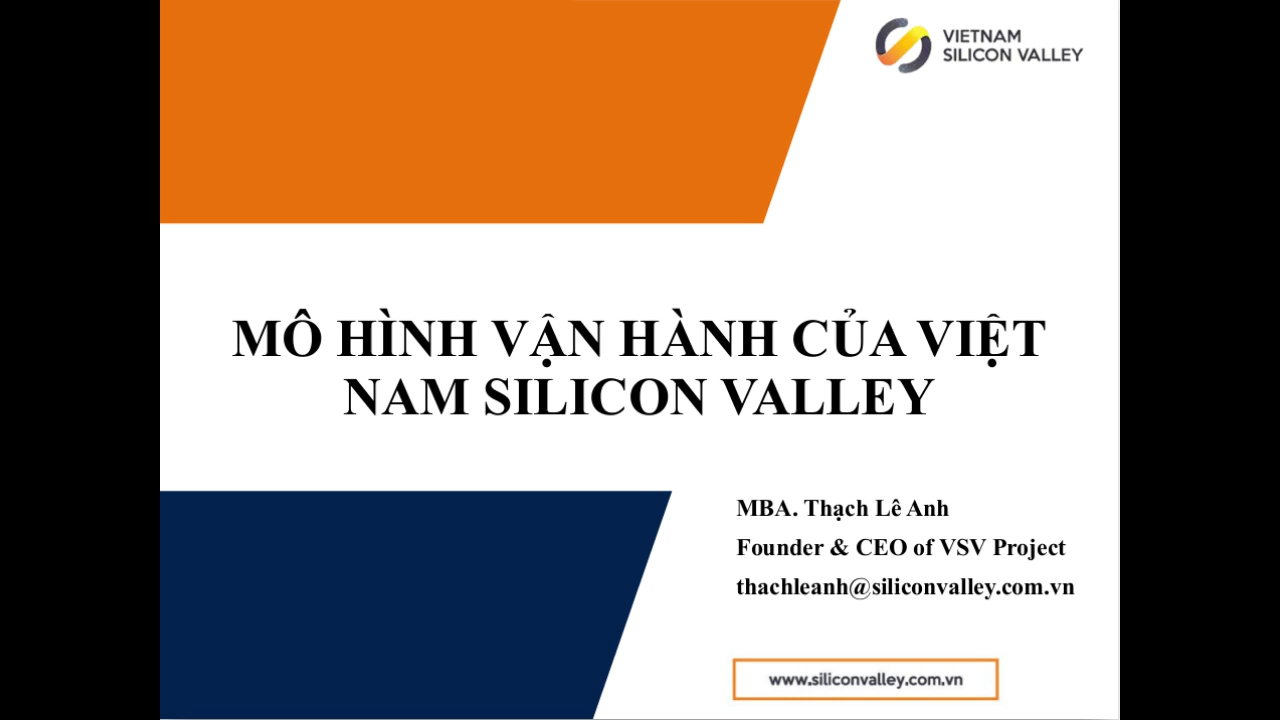 VIETNAM
SILICON VALLEY
MÔ HÌNH VẬN HÀNH CỦA VIỆT
NAM SILICON VALLEY
MBA. Thạch Lê Anh
Founder & CEO of VSV Project
thachleanh@siliconvalley.com.vn
www.siliconvalley.com.vn